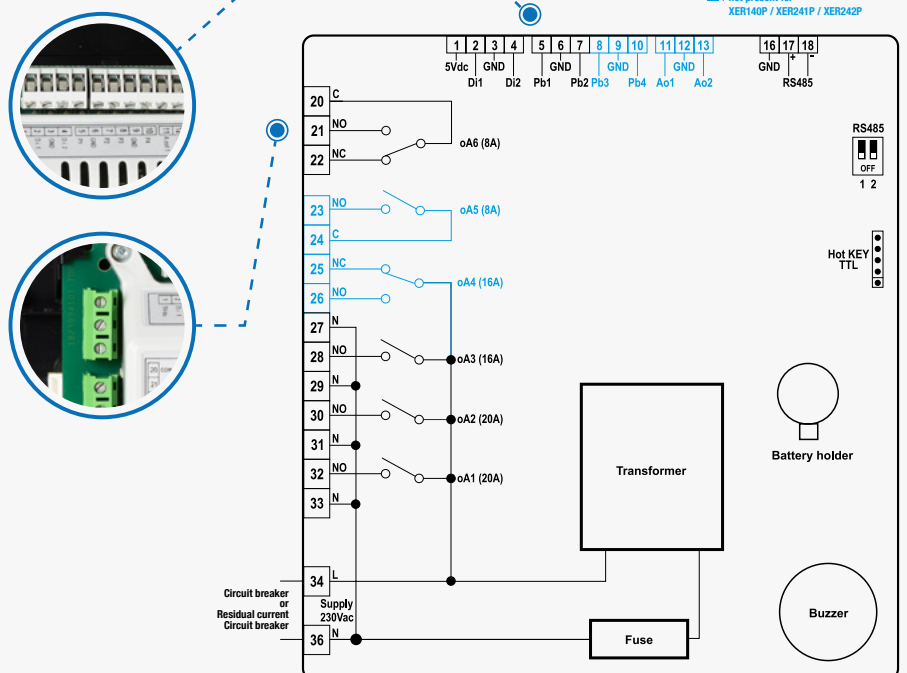 : not present for
XER140P / XER241P / XER242P
1 2 3 4 5 6 7 8 9 10 11 12 13 16 17 18
5Vdc GND GND GND GND GND + -
Di1 Di2 Pb1 Pb2 Pb3 Pb4 Ao1 Ao2 RS485
20 C
21 NO
oA6 (8A)
22 NC
RS485
OFF
1 2
23 NO
oA5 (8A)
24 C
25 NC
oA4 (16A)
26 NO
Hot KEY
TTL
27 N
28 NO
oA3 (16A)
29 N
30 NO
oA2 (20A)
31 N
32 NO
oA1 (20A)
33 N
Transformer
Battery holder
34 L
Circuit breaker
or
Residual current
Circuit breaker
Supply
230Vac
36 N
Fuse
Buzzer